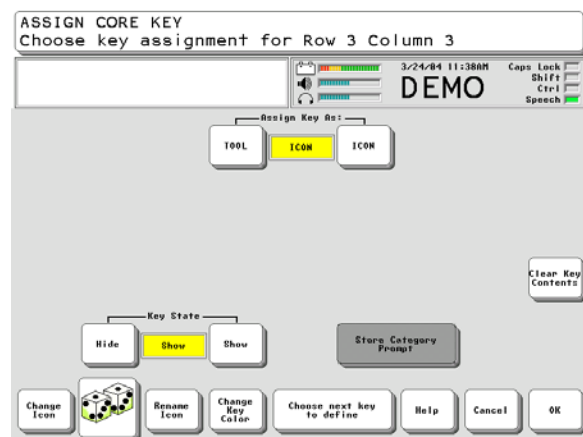 ASSIGN CORE KEY
Choose key assignment for Row 3 Column 3
3/24/04 11:38AM
DEMO
Caps Lock
Shift
Ctrl
Speech
Assign Key As:
TOOL
ICON
ICON
Clear Key
Contents
Key State
Hide
Show
Show
Store Category
Prompt
Change
Icon
Rename
Icon
Change
Key
Color
Choose next key
to define
Help
Cancel
OK